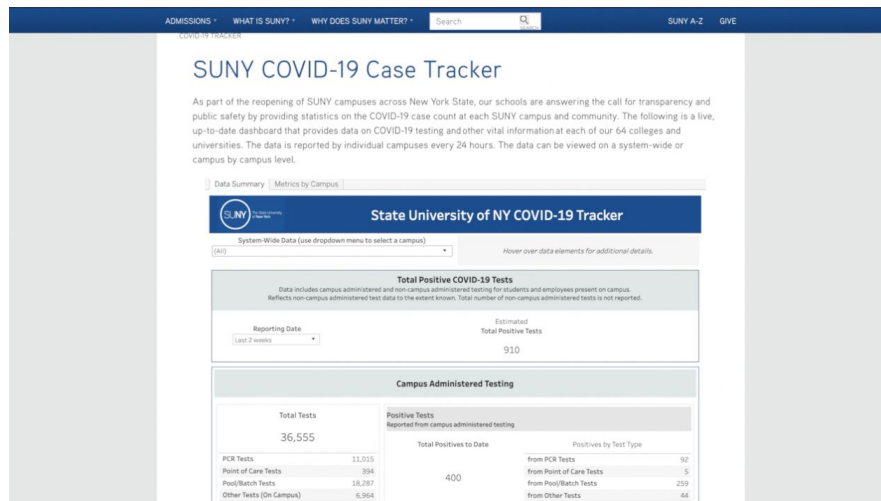 ADMISSIONS WHAT IS SUNY? WHY DOES SUNY MATTER? Search SEARCH SUNY A-Z GIVE
COVID-19 TRACKER
SUNY COVID-19 Case Tracker
As part of the reopening of SUNY campuses across New York State, our schools are answering the call for transparency and
public safety by providing statistics on the COVID-19 case count at each SUNY campus and community. The following is a live,
up-to-date dashboard that provides data on COVID-19 testing and other vital information at each of our 64 colleges and
universities. The data is reported by individual campuses every 24 hours. The data can be viewed on a system-wide or
campus by campus level.
Data Summary Metrics by Campus
SUNY The State University of New York State University of NY COVID-19 Tracker
System-Wide Data (use dropdown menu to select a campus)
(All)
Hover over data elements for additional details.
Total Positive COVID-19 Tests
Data includes campus administered and non-campus administered testing for students and employees present on campus.
Reflects non-campus administered test data to the extent known. Total number of non-campus administered tests is not reported.
Reporting Date
Last 2 weeks
Estimated
Total Positive Tests
910
Campus Administered Testing
Total Tests
36,555
PCR Tests 11,015
Point of Care Tests 394
Pool/Batch Tests 18,287
Other Tests (On Campus) 6,964
Positive Tests
Reported from campus administered testing
Total Positives to Date
400
Positives by Test Type
from PCR Tests 92
from Point of Care Tests 5
from Pool/Batch Tests 259
from Other Tests 44